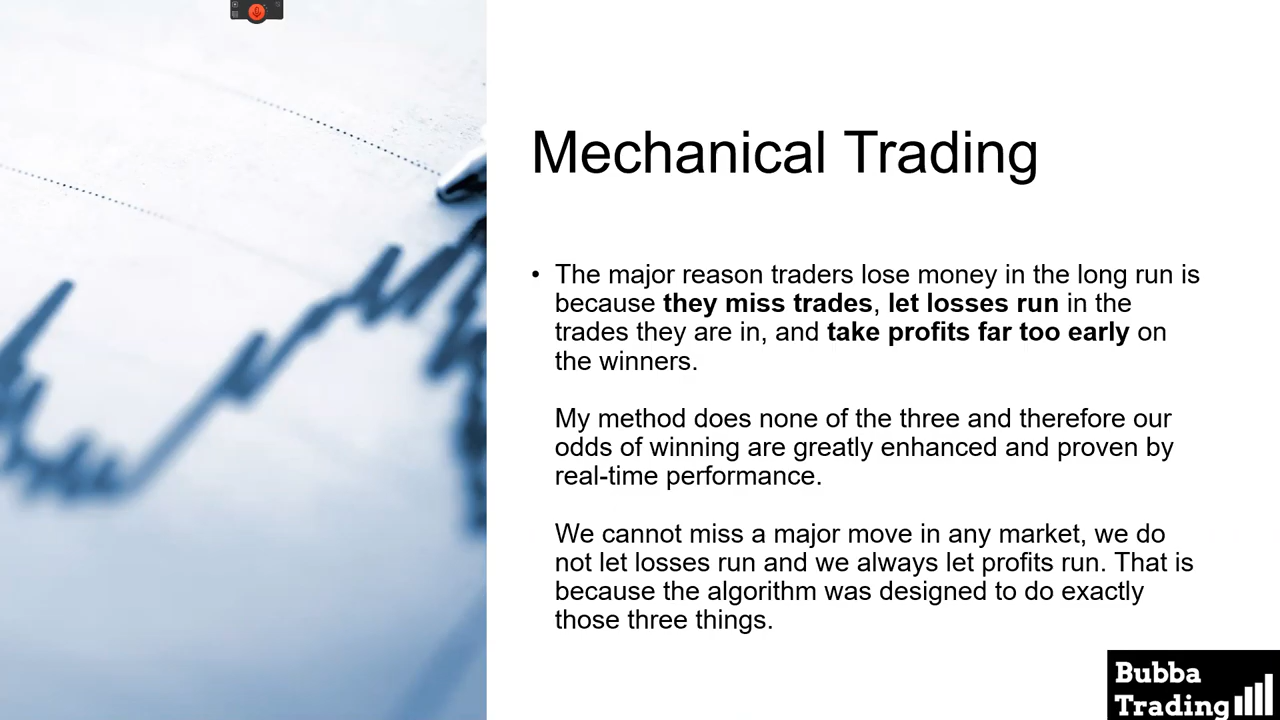 Mechanical Trading
• The major reason traders lose money in the long run is
because they miss trades, let losses run in the
trades they are in, and take profits far too early on
the winners.
My method does none of the three and therefore our
odds of winning are greatly enhanced and proven by
real-time performance.
We cannot miss a major move in any market, we do
not let losses run and we always let profits run. That is
because the algorithm was designed to do exactly
those three things.
Bubba
Trading